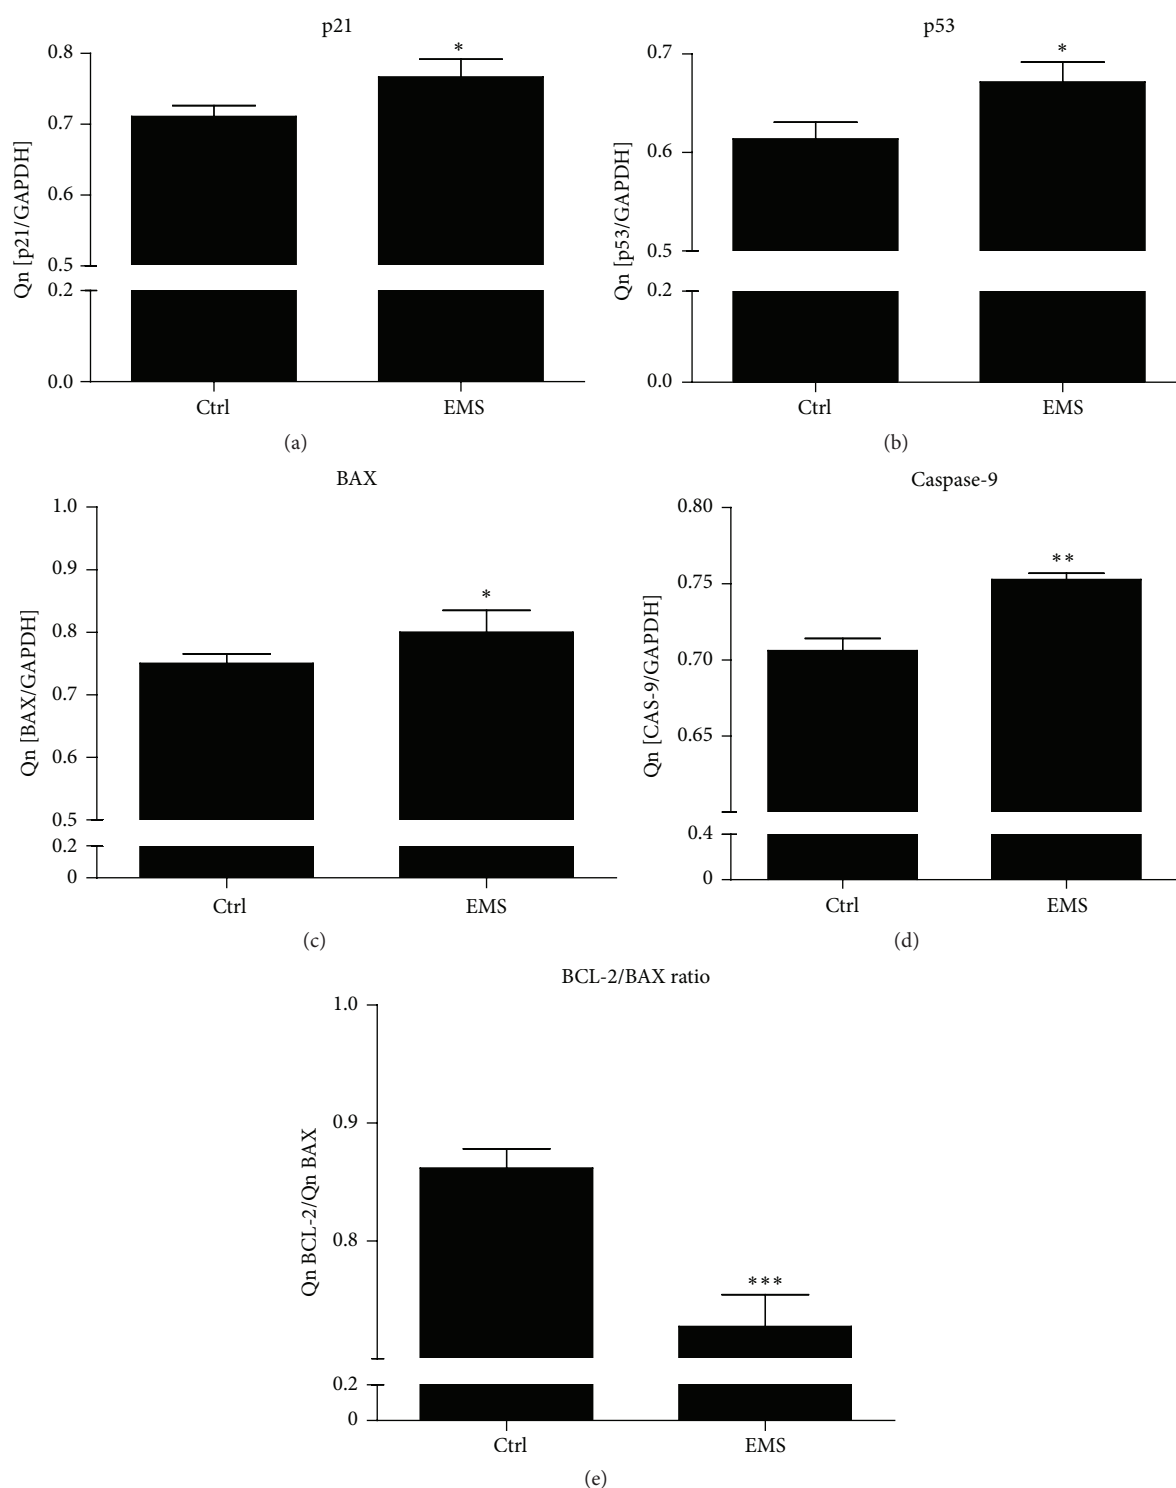 p21
Qn [p21/GAPDH]
0.8
0.7
0.6
0.5
0.2
0.0
*
Ctrl
EMS
(a)
p53
Qn [p53/GAPDH]
0.7
0.6
0.5
0.2
0.0
*
Ctrl
EMS
(b)
BAX
Qn [BAX/GAPDH]
1.0
0.9
0.8
0.7
0.6
0.5
0.2
0
*
Ctrl
EMS
(c)
Caspase-9
Qn [CAS-9/GAPDH]
0.80
0.75
0.70
0.65
0.4
0
**
Ctrl
EMS
(d)
BCL-2/BAX ratio
Qn BCL-2/Qn BAX
1.0
0.9
0.8
0.2
0
***
Ctrl
EMS
(e)